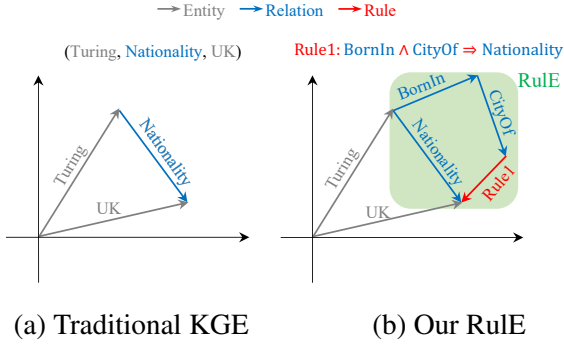 Entity Relation Rule
(Turing, Nationality, UK)
Rule1: BornIn ∧ CityOf ⇒ Nationality
Turing
Nationality
UK
RulE
BornIn
CityOf
Turing
Nationality
Rule1
UK
(a) Traditional KGE
(b) Our RulE